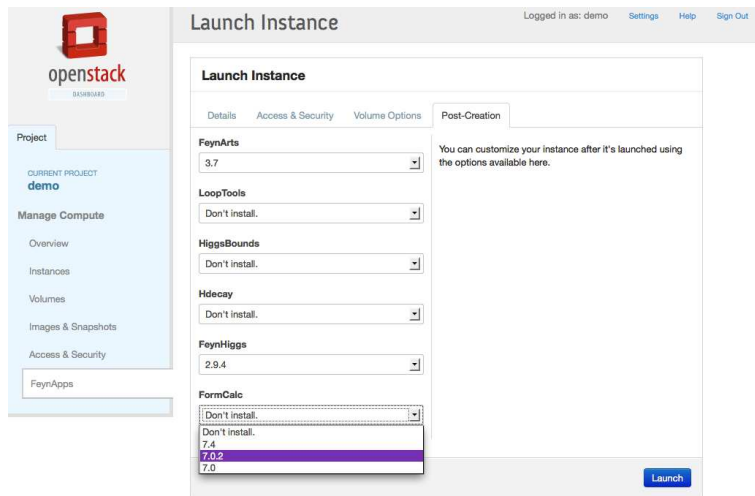 Launch Instance
Logged in as: demo
Settings
Help
Sign Out
openstack
DASHBOARD
Project
CURRENT PROJECT
demo
Manage Compute
Overview
Instances
Volumes
Images & Snapshots
Access & Security
FeynApps
Launch Instance
Details
Access & Security
Volume Options
Post-Creation
FeynArts
3.7
LoopTools
Don't install.
HiggsBounds
Don't install.
Hdecay
Don't install.
FeynHiggs
2.9.4
FormCalc
Don't install.
Don't install.
7.4
7.0.2
7.0
You can customize your instance after it's launched using
the options available here.
Launch